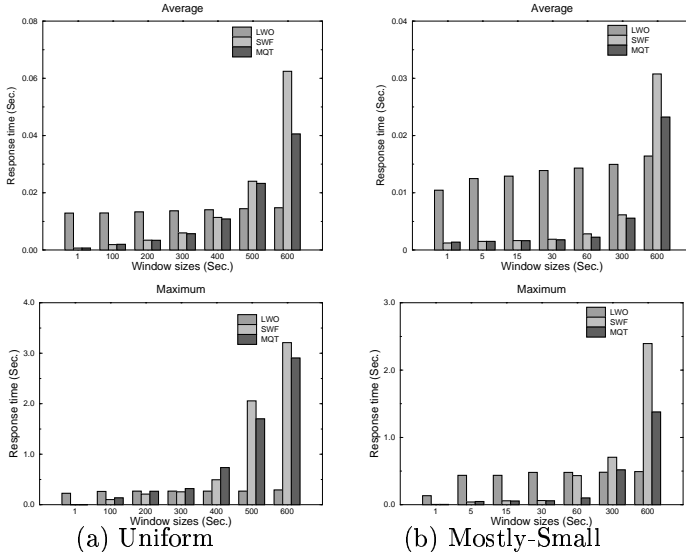 Average
Response time (Sec.)
0.08
0.06
0.04
0.02
0.00
LWO
SWF
MQT
1 100 200 300 400 500 600
Window sizes (Sec.)
Average
Response time (Sec.)
0.04
0.03
0.02
0.01
0
LWO
SWF
MQT
1 5 15 30 60 300 600
Window sizes (Sec.)
Maximum
Response time (Sec.)
4.0
3.0
2.0
1.0
0.0
LWO
SWF
MQT
1 100 200 300 400 500 600
Window sizes (Sec.)
(a) Uniform
Maximum
Response time (Sec.)
3.0
2.0
1.0
0.0
LWO
SWF
MQT
1 5 15 30 60 300 600
Window sizes (Sec.)
(b) Mostly-Small